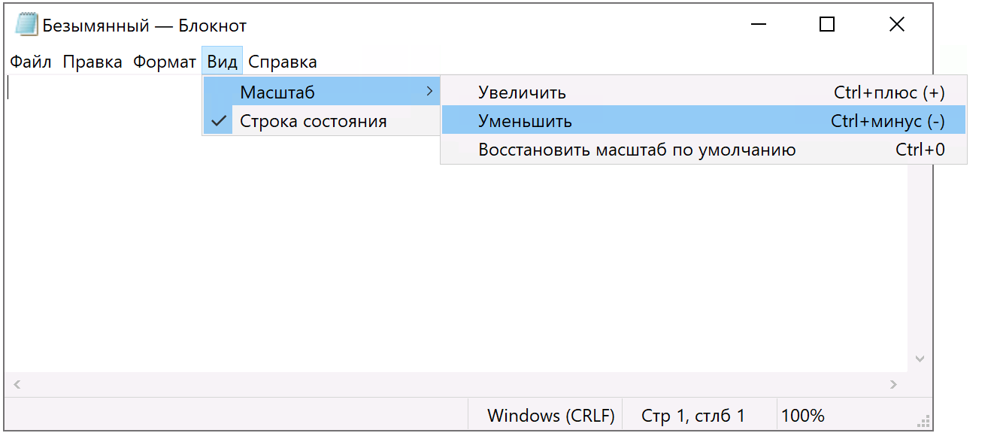 Безымянный — Блокнот
Файл Правка Формат Вид Справка
Масштаб Увеличить Ctrl+плюс (+)
Строка состояния Уменьшить Ctrl+минус (-)
Восстановить масштаб по умолчанию Ctrl+0
Windows (CRLF) Стр 1, стлб 1 100%